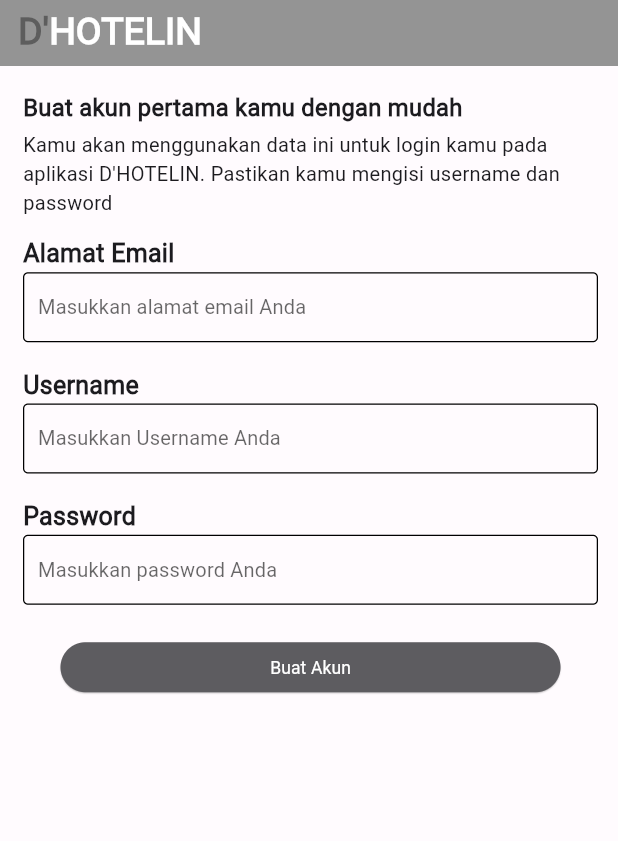 D'HOTELIN
Buat akun pertama kamu dengan mudah
Kamu akan menggunakan data ini untuk login kamu pada
aplikasi D'HOTELIN. Pastikan kamu mengisi username dan
password
Alamat Email
Masukkan alamat email Anda
Username
Masukkan Username Anda
Password
Masukkan password Anda
Buat Akun